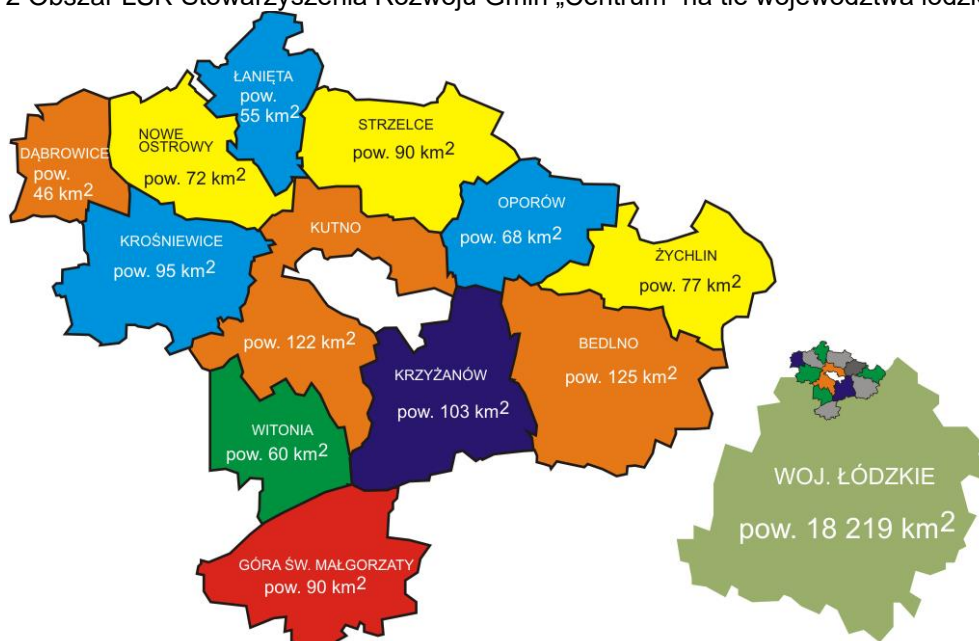 2 Obszar LSR Stowarzyszenia Rozwoju Gmin „Centrum” na tle województwa
ŁANIĘTA
pow.
55 km2
NOWE
OSTROWY
pow. 72 km2
STRZELCE
pow. 90 km2
DĄBROWICE
pow.
46 km2
OPORÓW
pow. 68 km2
KUTNO
pow. 122 km2
KROŚNIEWICE
pow. 95 km2
ŻYCHLIN
pow. 77 km2
BEDLNO
pow. 125 km2
KRZYŻANÓW
pow. 103 km2
WITONIA
pow. 60 km2
GÓRA ŚW. MAŁGORZATY
pow. 90 km2
WOJ. ŁÓDZKIE
pow. 18 219 km2